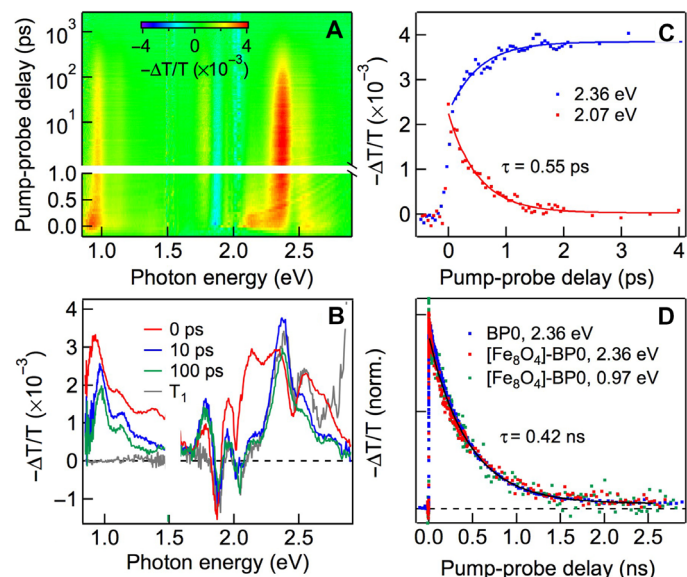 A
−4 0 4
−ΔT/T (×10⁻³)
10³
10²
10¹
1.0
0.5
0.0
Pump-probe delay (ps)
1.0 1.5 2.0 2.5
Photon energy (eV)
C
4
3
2
1
0
−ΔT/T (×10⁻³)
2.36 eV
2.07 eV
τ = 0.55 ps
0 1 2 3 4
Pump-probe delay (ps)
B
4
3
2
1
0
−1
−ΔT/T (×10⁻³)
0 ps
10 ps
100 ps
T₁
1.0 1.5 2.0 2.5
Photon energy (eV)
D
−ΔT/T (norm.)
BP0, 2.36 eV
[Fe₈O₄]-BP0, 2.36 eV
[Fe₈O₄]-BP0, 0.97 eV
τ = 0.42 ns
0.0 0.5 1.0 1.5 2.0 2.5
Pump-probe delay (ns)